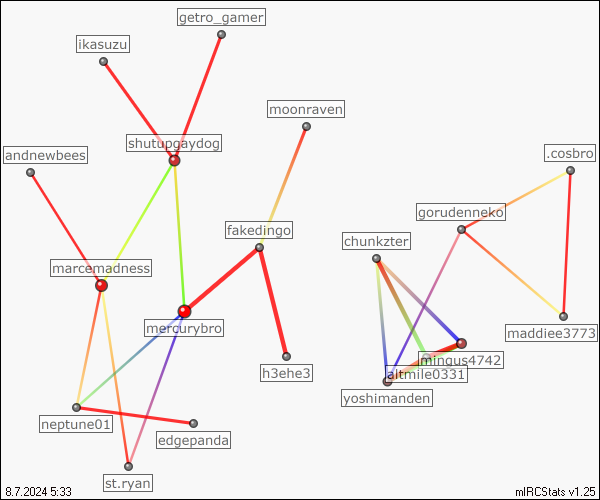 getro_gamer
ikasuzu
moonraven
shutupgaydog
andnewbees
.cosbro
gorudenneko
fakedingo
chunkzter
marcemadness
mercurybro
maddiee3773
mingus4742
h3ehe3
altmile0331
yoshimanden
neptune01
edgepanda
st.ryan
8.7.2024 5:33
mIRCStats v1.25